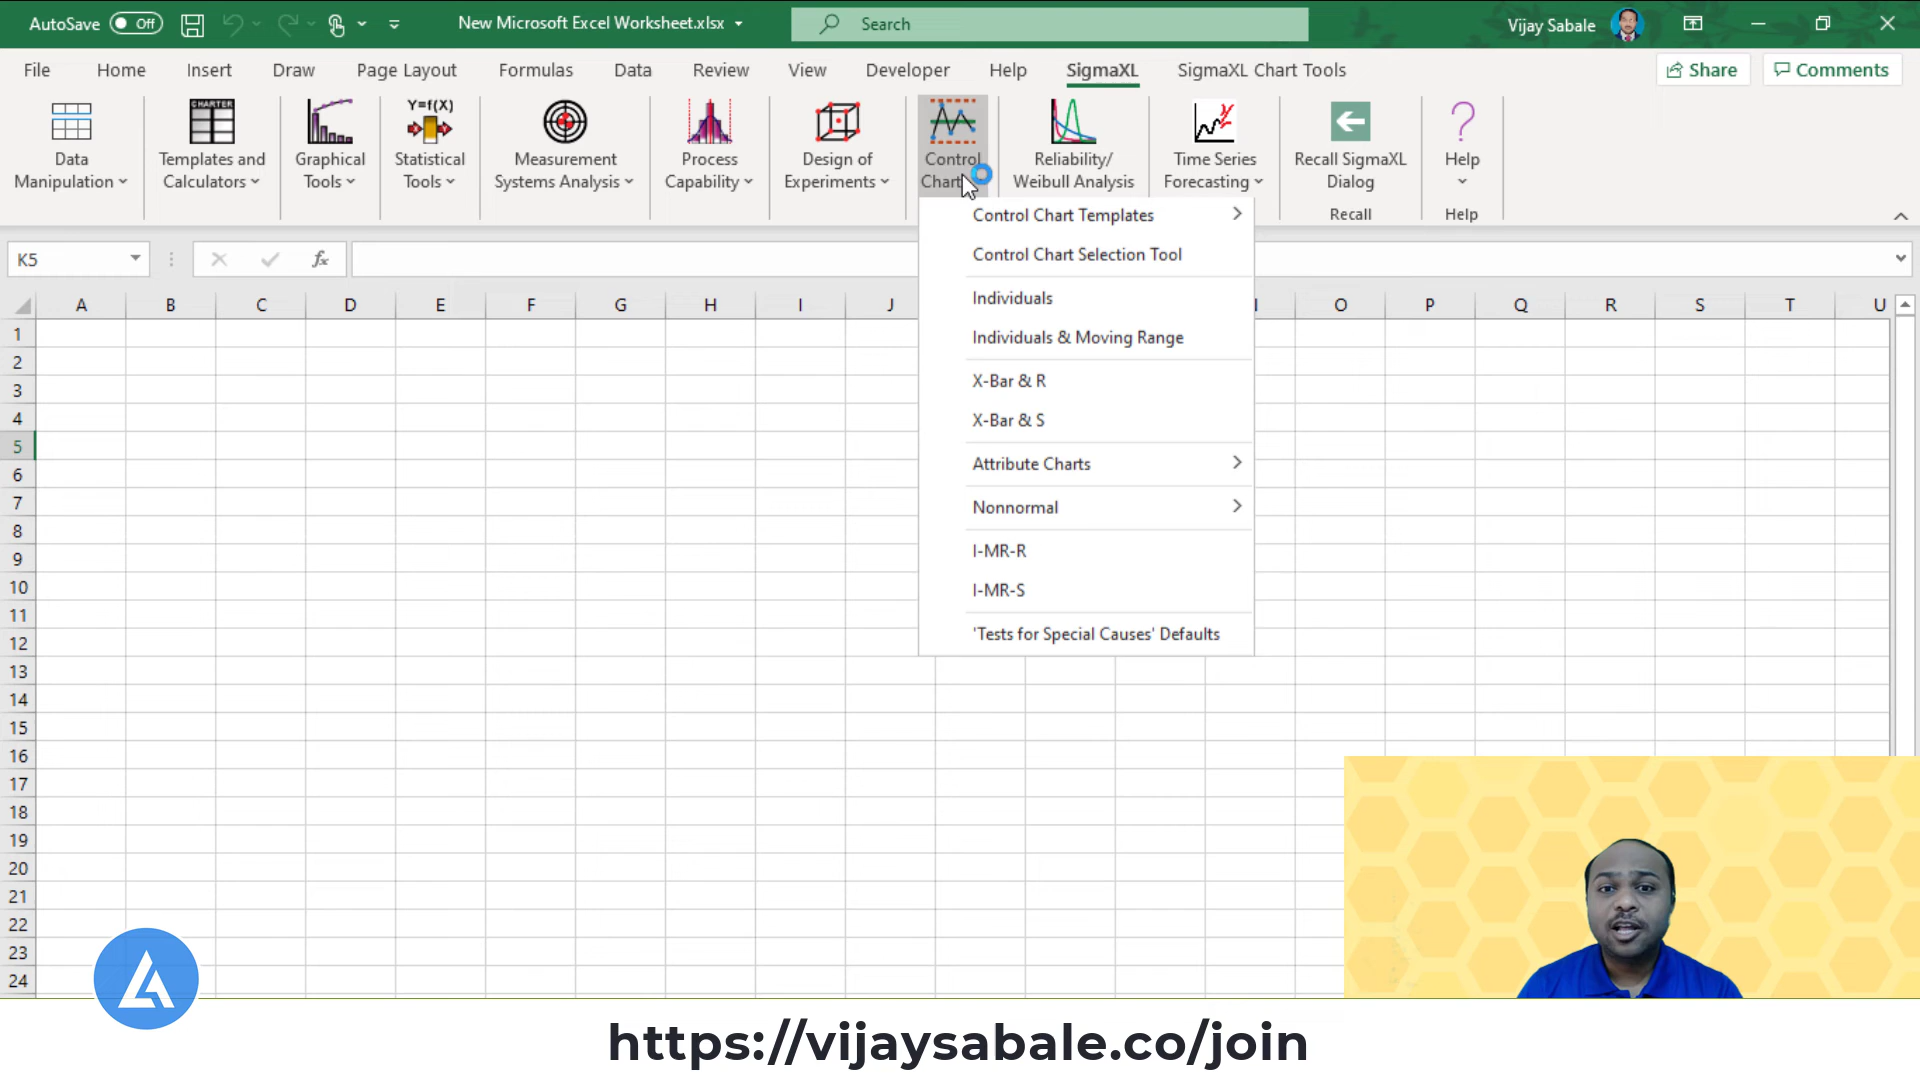 AutoSave Off New Microsoft Excel Worksheet.xlsx Search Vijay Sabale
File Home Insert Draw Page Layout Formulas Data Review View Developer Help SigmaXL SigmaXL Chart Tools Share Comments
Data Manipulation
Templates and Calculators
CHARTER
Graphical Tools
Y=f(X)
Statistical Tools
Measurement Systems Analysis
Process Capability
Design of Experiments
Control
Reliability/ Weibull Analysis
Time Series Forecasting
Recall SigmaXL Dialog
Recall
Help
Help
K5 fx
A B C D E F G H I J O P Q R S T U
Control Chart Templates
Control Chart Selection Tool
Individuals
Individuals & Moving Range
X-Bar & R
X-Bar & S
Attribute Charts
Nonnormal
I-MR-R
I-MR-S
'Tests for Special Causes' Defaults
1
2
3
4
5
6
7
8
9
10
11
12
13
14
15
16
17
18
19
20
21
22
23
24
https://vijaysabale.co/join